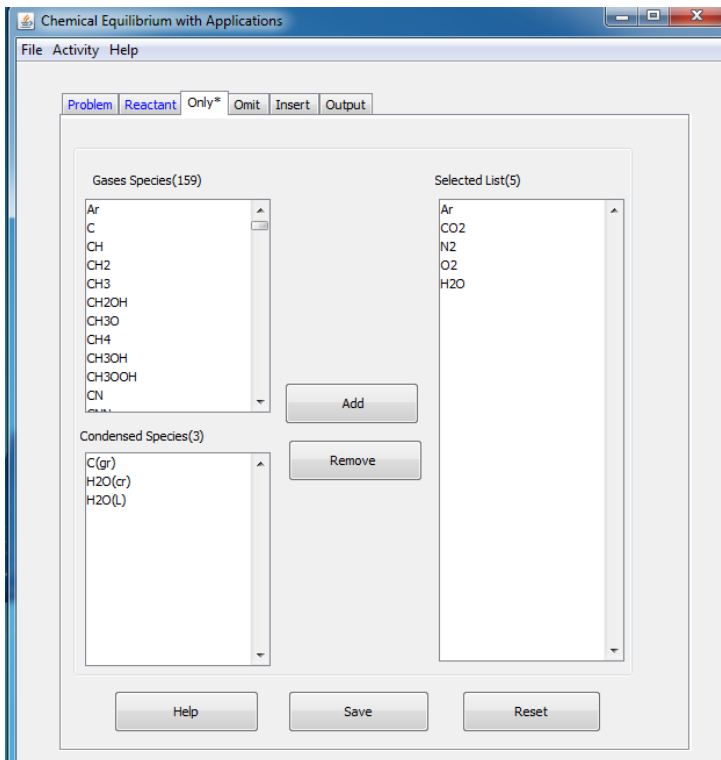 Chemical Equilibrium with Applications
File Activity Help
Problem Reactant Only* Omit Insert Output
Gases Species(159)
Ar
C
CH
CH2
CH3
CH2OH
CH3O
CH4
CH3OH
CH3OOH
CN
Condensed Species(3)
C(gr)
H2O(cr)
H2O(L)
Add
Remove
Selected List(5)
Ar
CO2
N2
O2
H2O
Help Save Reset